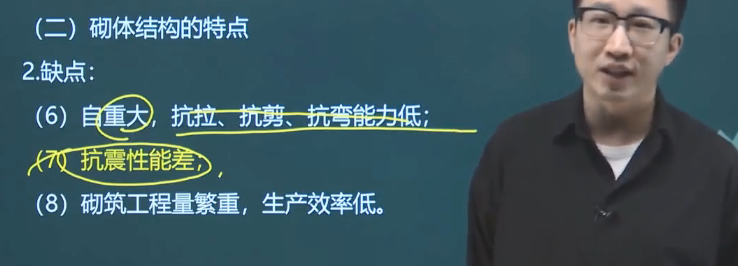 （二）砌体结构的特点
2.缺点：
（6）自重大，抗拉、抗剪、抗弯能力低；
（7）抗震性能差；
（8）砌筑工程量繁重，生产效率低。